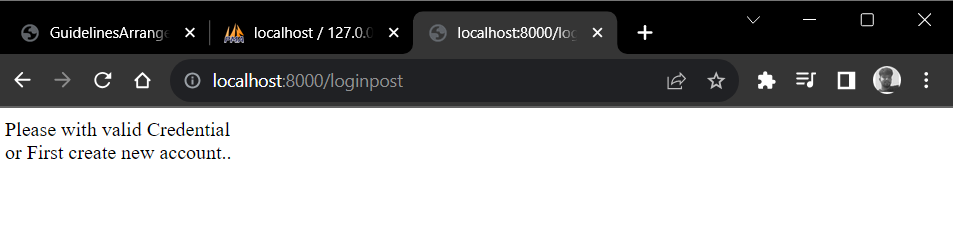 GuidelinesArrange
localhost / 127.0.0
localhost:8000/log
localhost:8000/loginpost
Please with valid Credential
or First create new account..